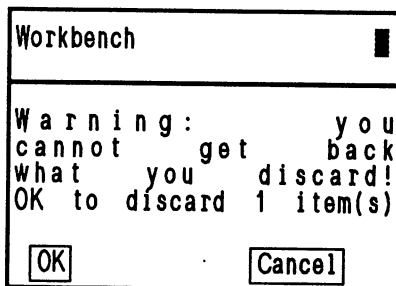 Workbench
Warning: you
cannot get back
what you discard!
OK to discard 1 item(s)
OK
Cancel